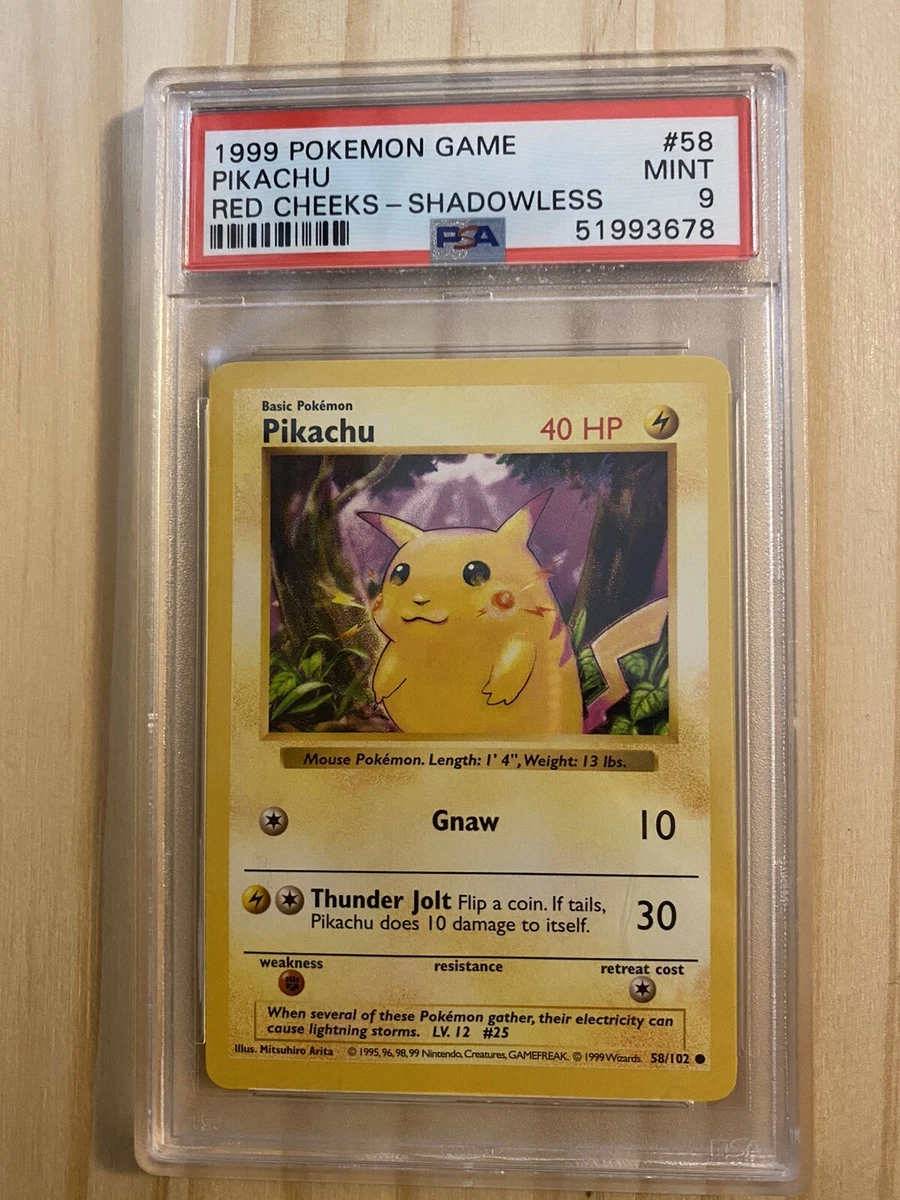 1999 POKEMON GAME #58
PIKACHU MINT
RED CHEEKS – SHADOWLESS 9
PSA 51993678
Basic Pokémon
Pikachu 40 HP
Mouse Pokémon. Length: 1' 4", Weight: 13 lbs.
Gnaw 10
Thunder Jolt Flip a coin. If tails,
Pikachu does 10 damage to itself. 30
weakness resistance retreat cost
When several of these Pokémon gather, their electricity can
cause lightning storms. LV. 12 #25
Illus. Mitsuhiro Arita © 1995, 96, 98, 99 Nintendo, Creatures, GAMEFREAK. © 1999 Wizards. 58/102 ●
PSA PSA